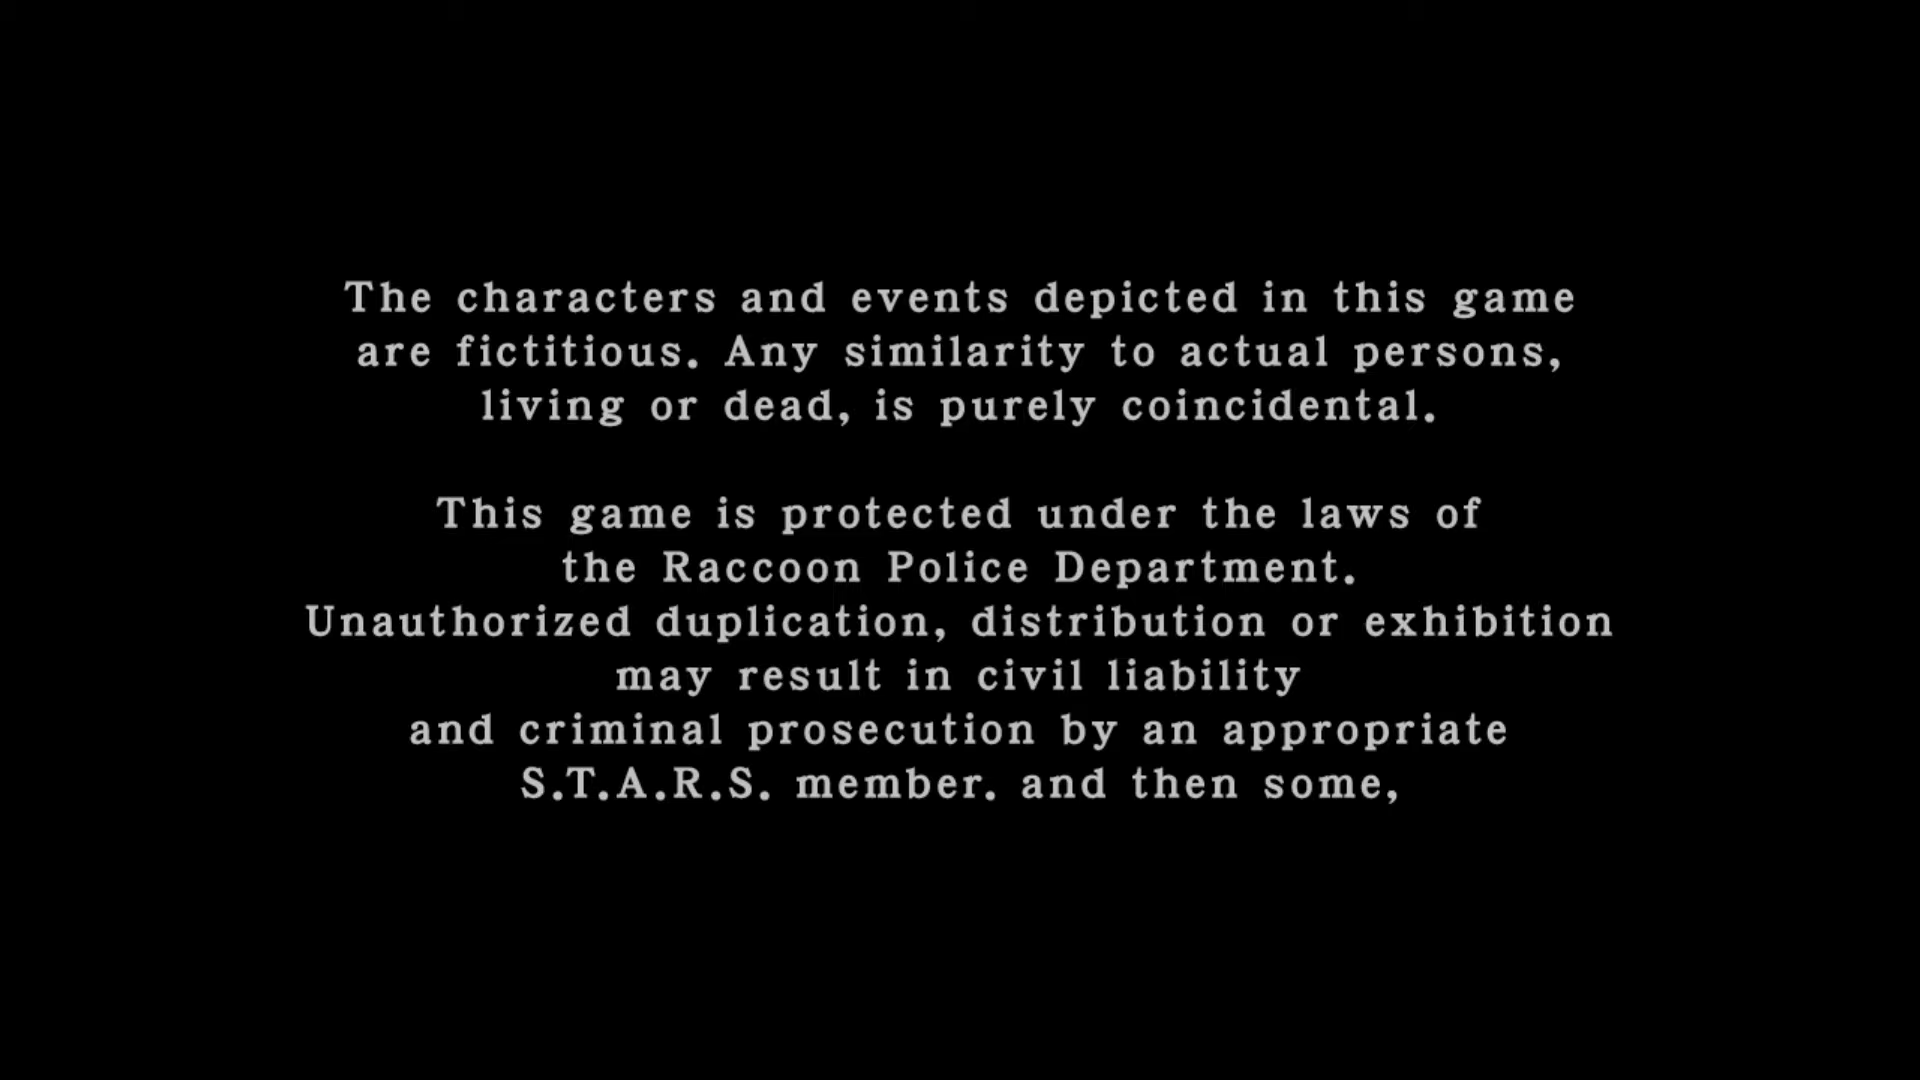 The characters and events depicted in this game
are fictitious. Any similarity to actual persons,
living or dead, is purely coincidental.
This game is protected under the laws of
the Raccoon Police Department.
Unauthorized duplication, distribution or exhibition
may result in civil liability
and criminal prosecution by an appropriate
S.T.A.R.S. member. and then some,